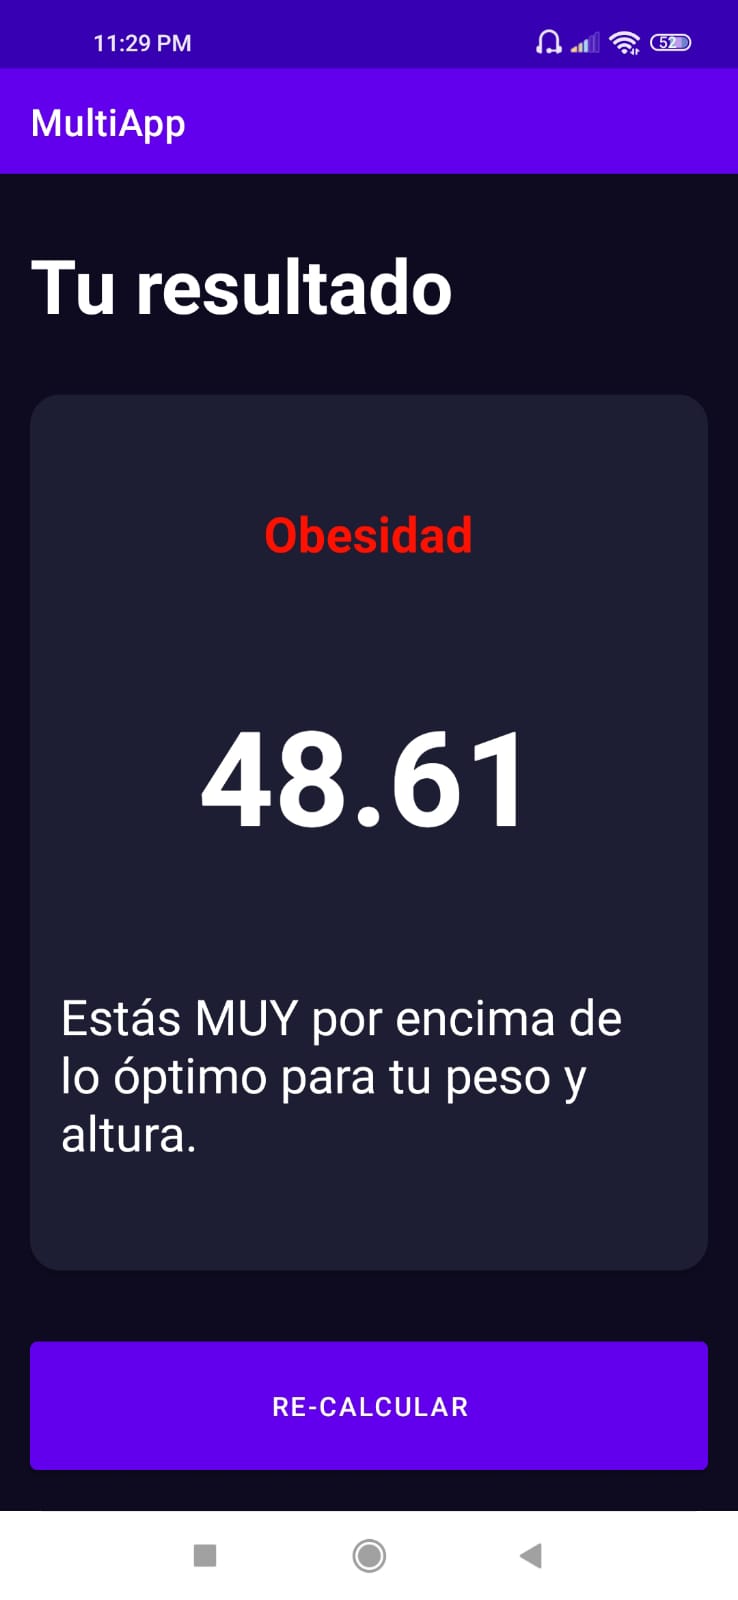 11:29 PM
52
MultiApp
Tu resultado
Obesidad
48.61
Estás MUY por encima de
lo óptimo para tu peso y
altura.
RE-CALCULAR